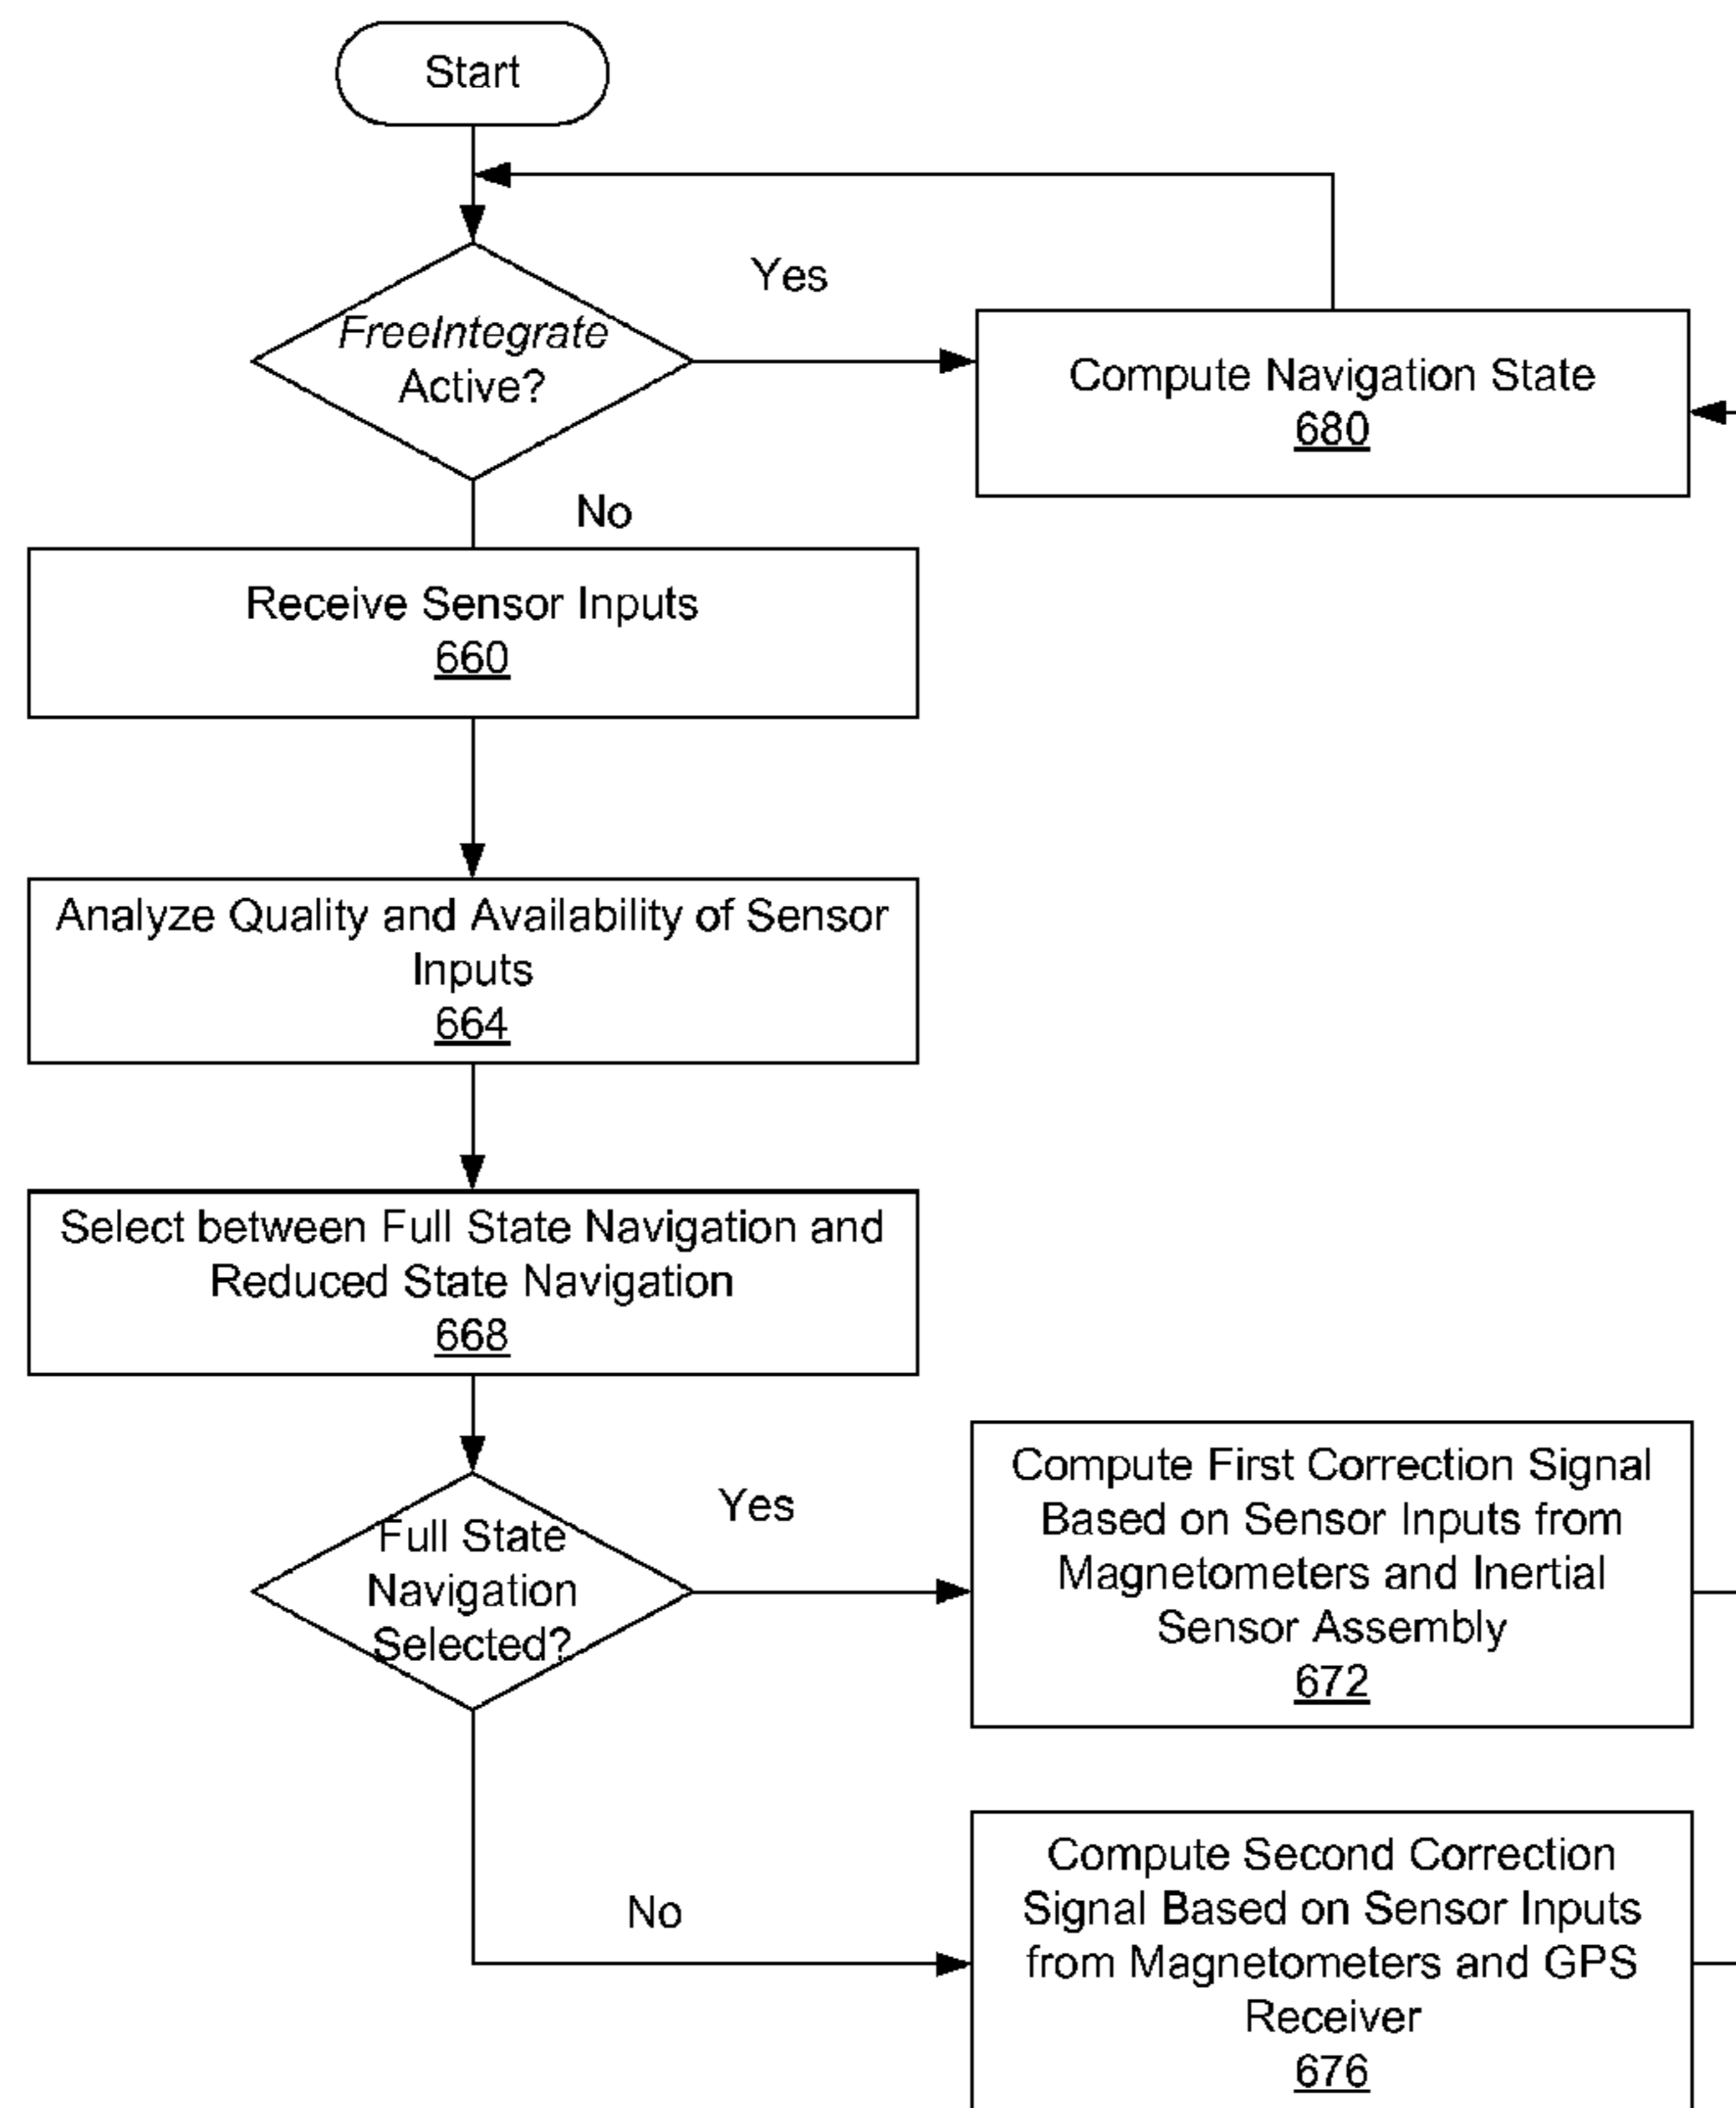 Start
Yes
FreeIntegrate
Active?
Compute Navigation State
680
No
Receive Sensor Inputs
660
Analyze Quality and Availability of Sensor
Inputs
664
Select between Full State Navigation and
Reduced State Navigation
668
Yes
Full State
Navigation
Selected?
Compute First Correction Signal
Based on Sensor Inputs from
Magnetometers and Inertial
Sensor Assembly
672
No
Compute Second Correction
Signal Based on Sensor Inputs
from Magnetometers and GPS
Receiver
676